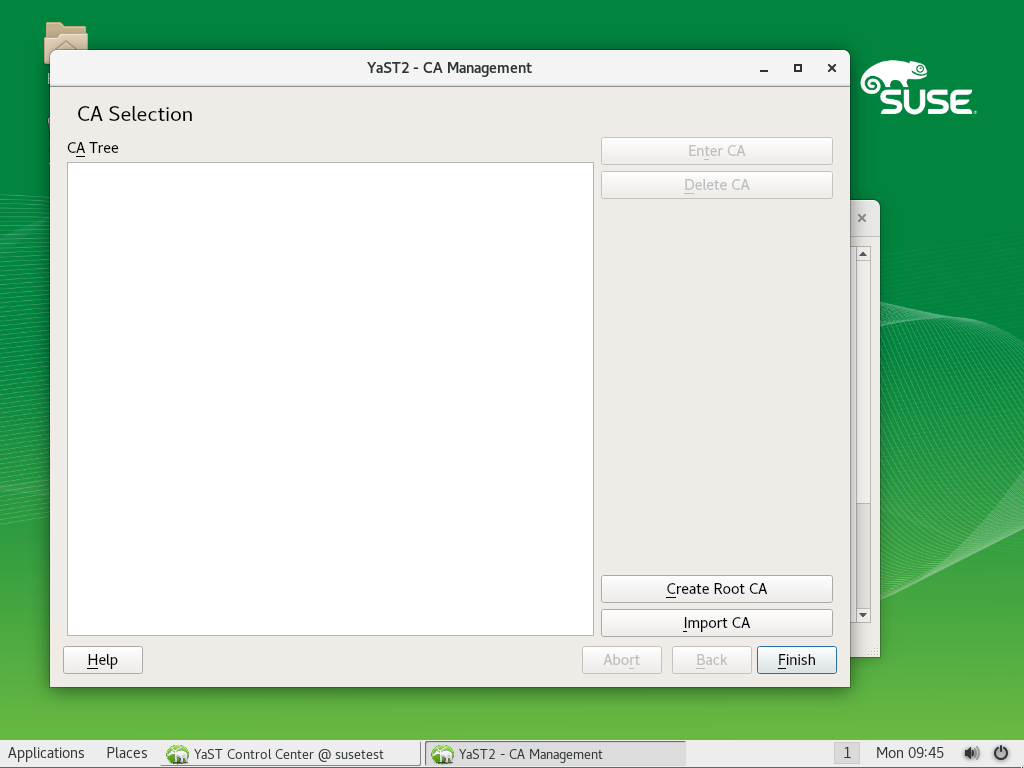 YaST2 - CA Management
CA Selection
CA Tree
Enter CA
Delete CA
SUSE
Create Root CA
Import CA
Help
Abort
Back
Finish
Applications
Places
YaST Control Center @ susetest
YaST2 - CA Management
1
Mon 09:45